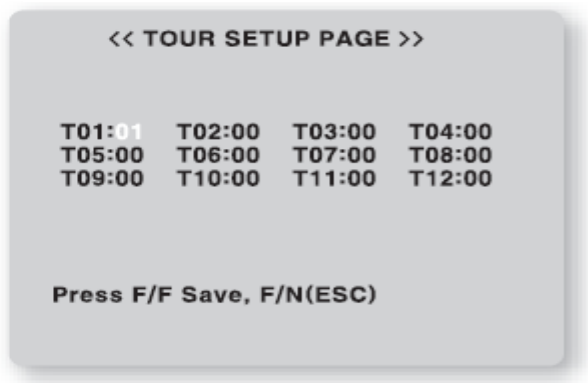 << TOUR SETUP PAGE >>
T01:01 T02:00 T03:00 T04:00
T05:00 T06:00 T07:00 T08:00
T09:00 T10:00 T11:00 T12:00
Press F/F Save, F/N(ESC)